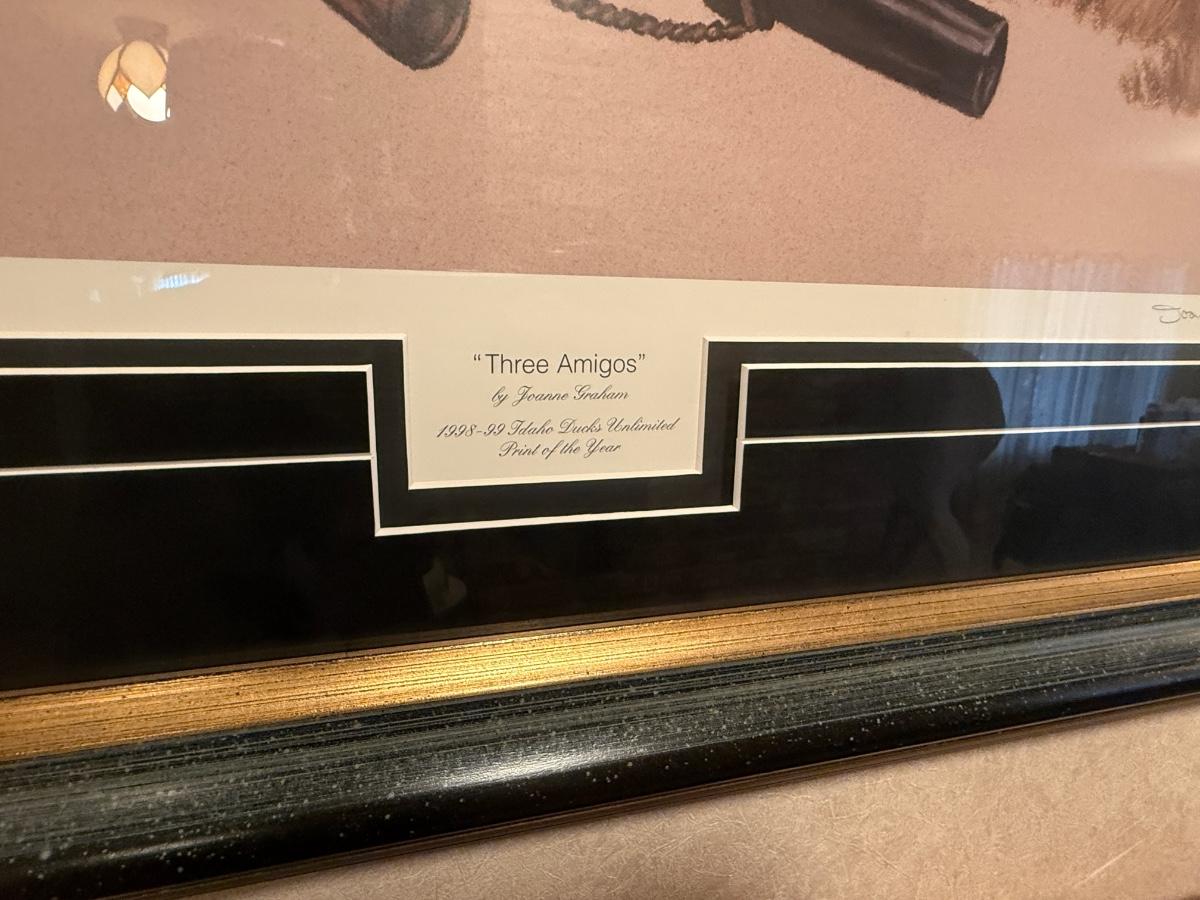 "Three Amigos"
by Joanne Graham
1998-99 Idaho Ducks Unlimited
Print of the Year